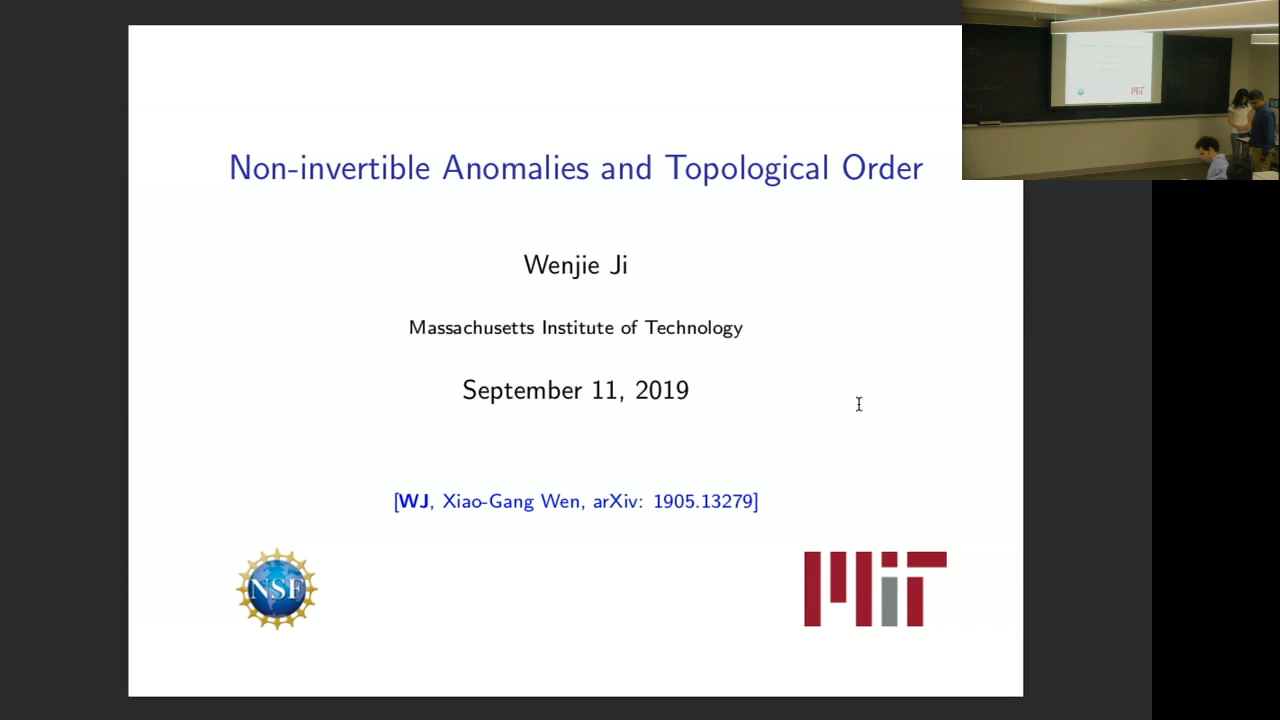 Non-invertible Anomalies and Topological Order
Wenjie Ji
Massachusetts Institute of Technology
September 11, 2019
[WJ, Xiao-Gang Wen, arXiv: 1905.13279]
NSF
MIT